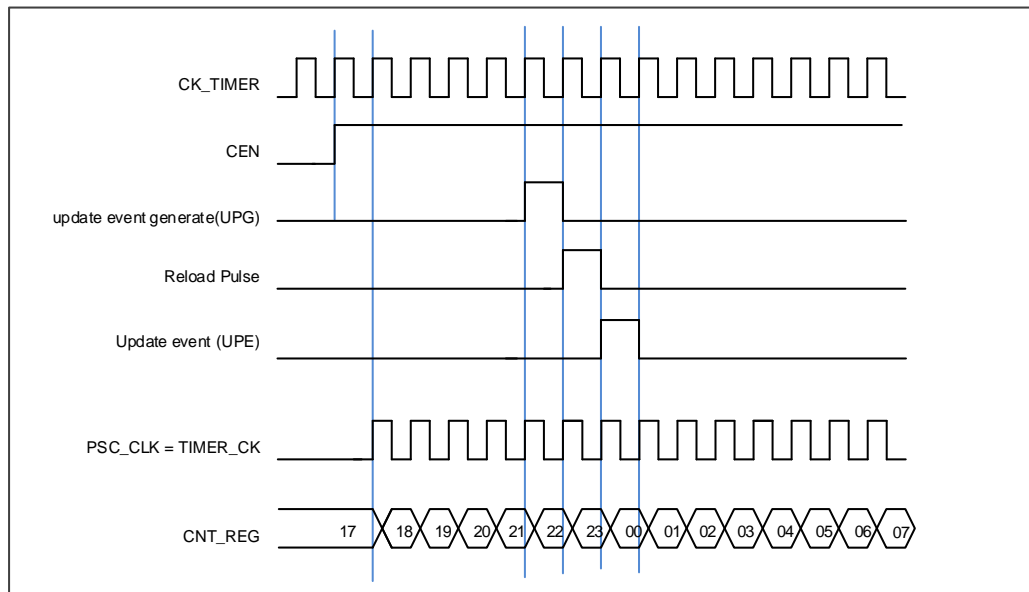 CK_TIMER
CEN
update event generate(UPG)
Reload Pulse
Update event (UPE)
PSC_CLK = TIMER_CK
CNT_REG 17 18 19 20 21 22 23 00 01 02 03 04 05 06 07